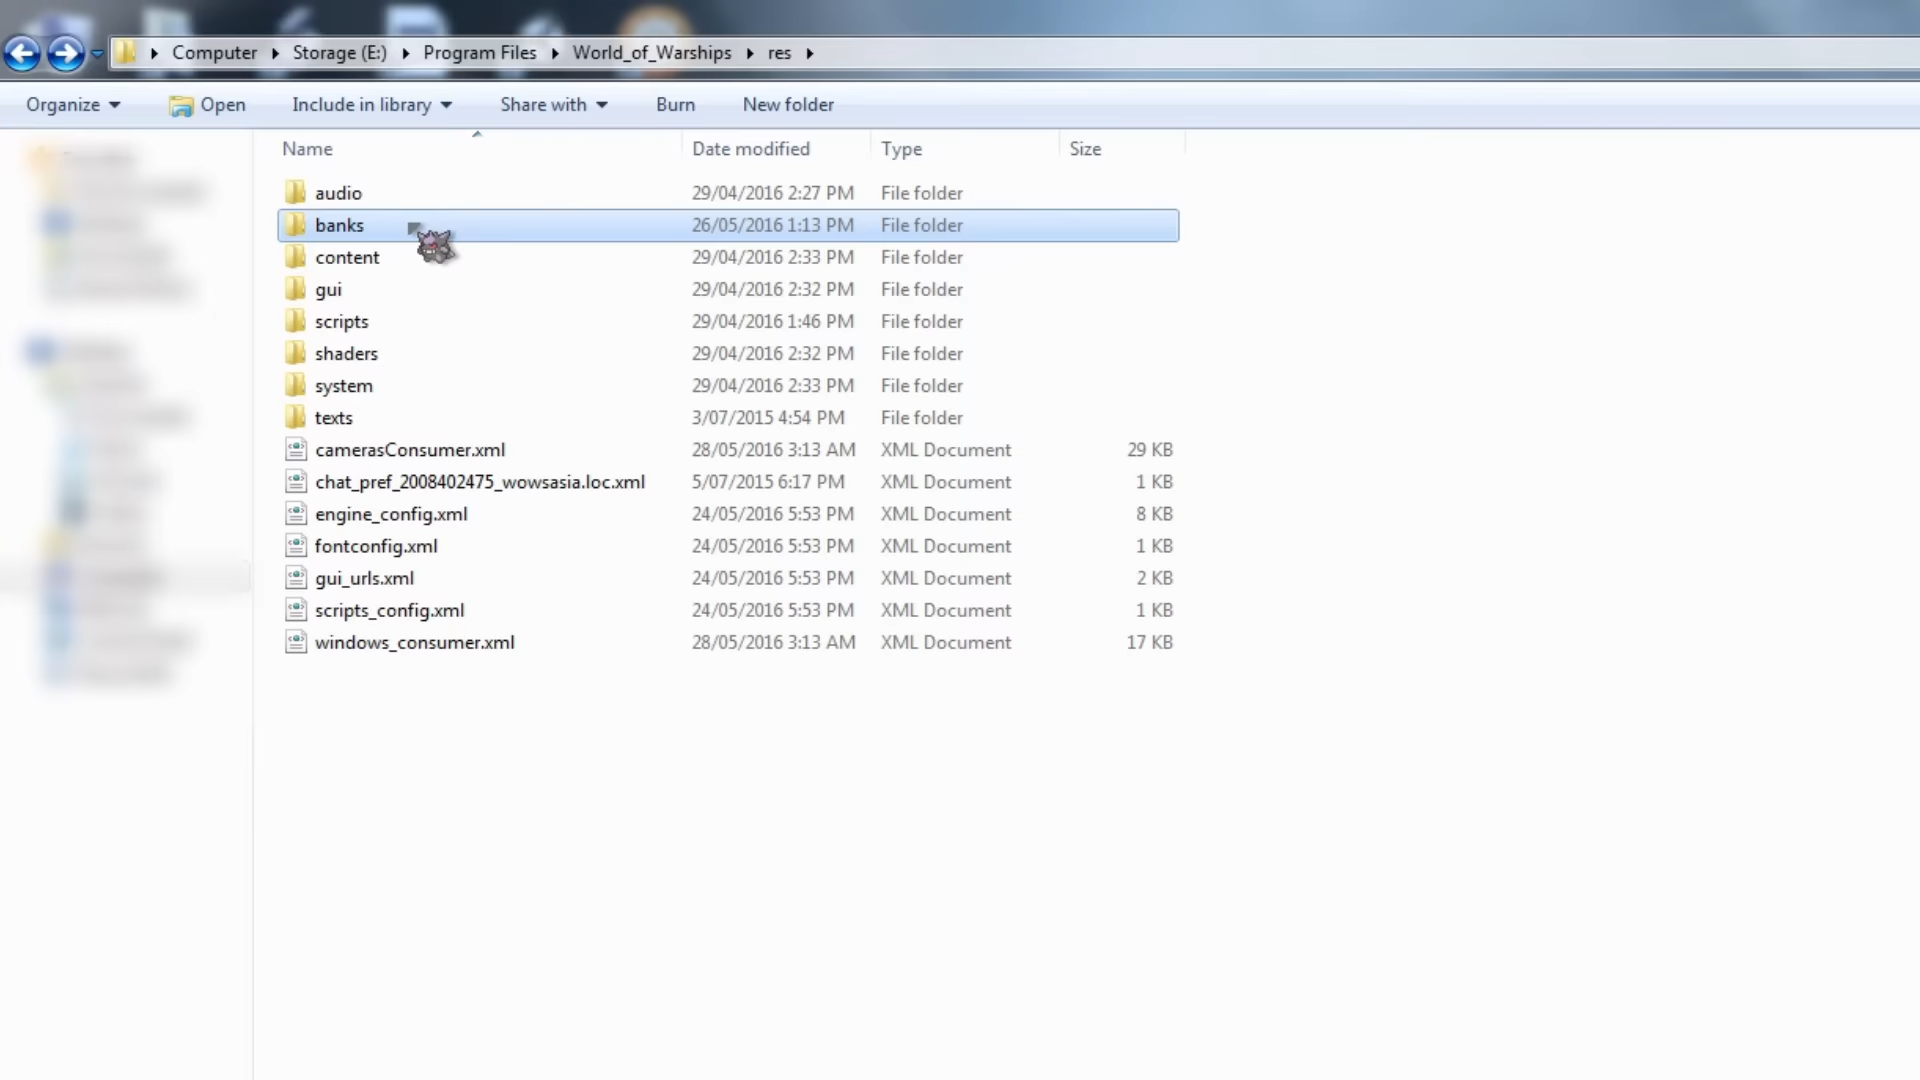 Computer Storage (E:) Program Files World_of_Warships res
Organize Open Include in library Share with Burn New folder
Name Date modified Type Size
audio 29/04/2016 2:27 PM File folder
banks 26/05/2016 1:13 PM File folder
content 29/04/2016 2:33 PM File folder
gui 29/04/2016 2:32 PM File folder
scripts 29/04/2016 1:46 PM File folder
shaders 29/04/2016 2:32 PM File folder
system 29/04/2016 2:33 PM File folder
texts 3/07/2015 4:54 PM File folder
camerasConsumer.xml 28/05/2016 3:13 AM XML Document 29 KB
chat_pref_2008402475_wowsasia.loc.xml 5/07/2015 6:17 PM XML Document 1 KB
engine_config.xml 24/05/2016 5:53 PM XML Document 8 KB
fontconfig.xml 24/05/2016 5:53 PM XML Document 1 KB
gui_urls.xml 24/05/2016 5:53 PM XML Document 2 KB
scripts_config.xml 24/05/2016 5:53 PM XML Document 1 KB
windows_consumer.xml 28/05/2016 3:13 AM XML Document 17 KB